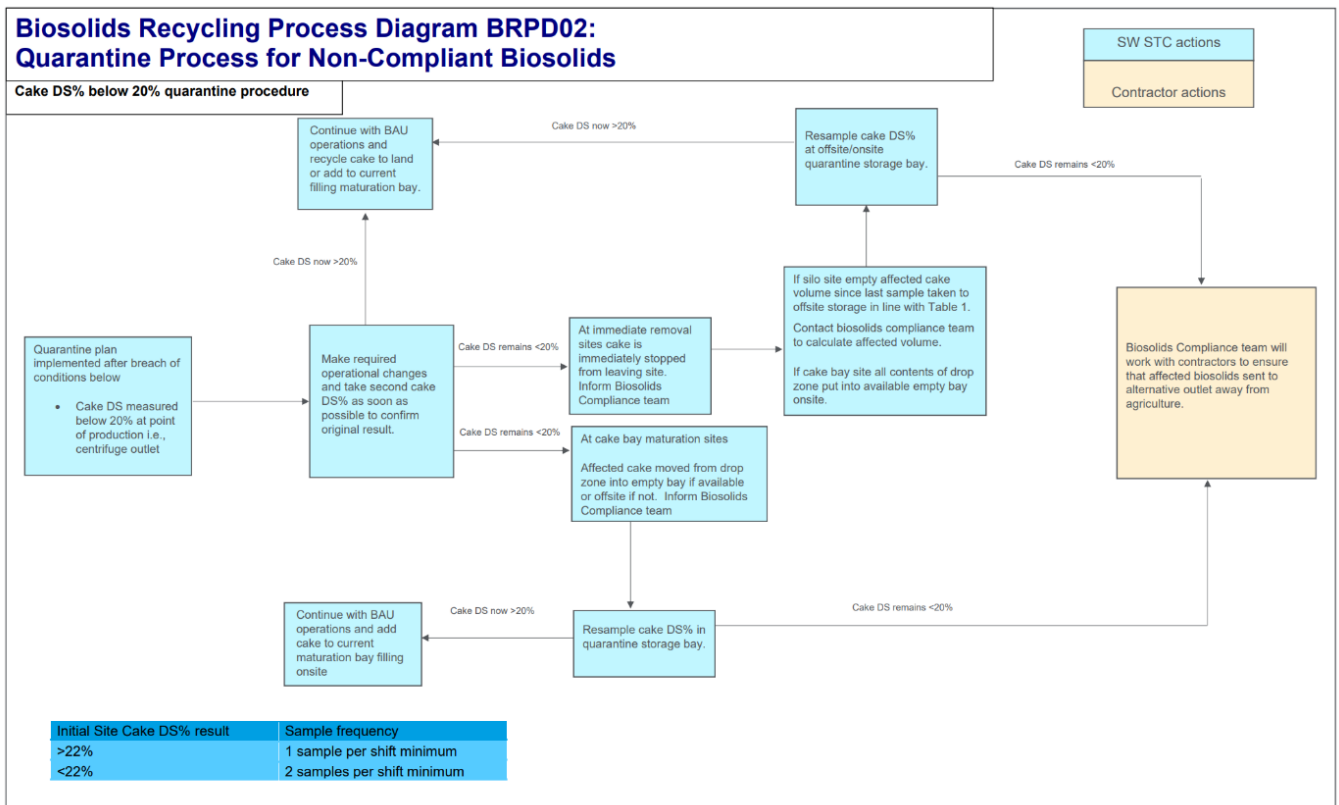 Biosolids Recycling Process Diagram BRPD02:
Quarantine Process for Non-Compliant Biosolids
Cake DS% below 20% quarantine procedure
SW STC actions
Contractor actions
Continue with BAU
operations and
recycle cake to land
or add to current
filling maturation bay.
Cake DS now >20%
Resample cake DS%
at offsite/onsite
quarantine storage bay.
Cake DS remains <20%
Cake DS now >20%
If silo site empty affected cake
volume since last sample taken to
offsite storage in line with Table 1.
Contact biosolids compliance team
to calculate affected volume.
If cake bay site all contents of drop
zone put into available empty bay
onsite.
Quarantine plan
implemented after breach of
conditions below
• Cake DS measured
below 20% at point
of production i.e.,
centrifuge outlet
Make required
operational changes
and take second cake
DS% as soon as
possible to confirm
original result.
Cake DS remains <20%
At immediate removal
sites cake is
immediately stopped
from leaving site.
Inform Biosolids
Compliance team
Biosolids Compliance team will
work with contractors to ensure
that affected biosolids sent to
alternative outlet away from
agriculture.
Cake DS remains <20%
At cake bay maturation sites
Affected cake moved from drop
zone into empty bay if available
or offsite if not. Inform Biosolids
Compliance team
Continue with BAU
operations and add
cake to current
maturation bay filling
onsite
Cake DS now >20%
Resample cake DS% in
quarantine storage bay.
Cake DS remains <20%
Initial Site Cake DS% result Sample frequency
>22% 1 sample per shift minimum
<22% 2 samples per shift minimum